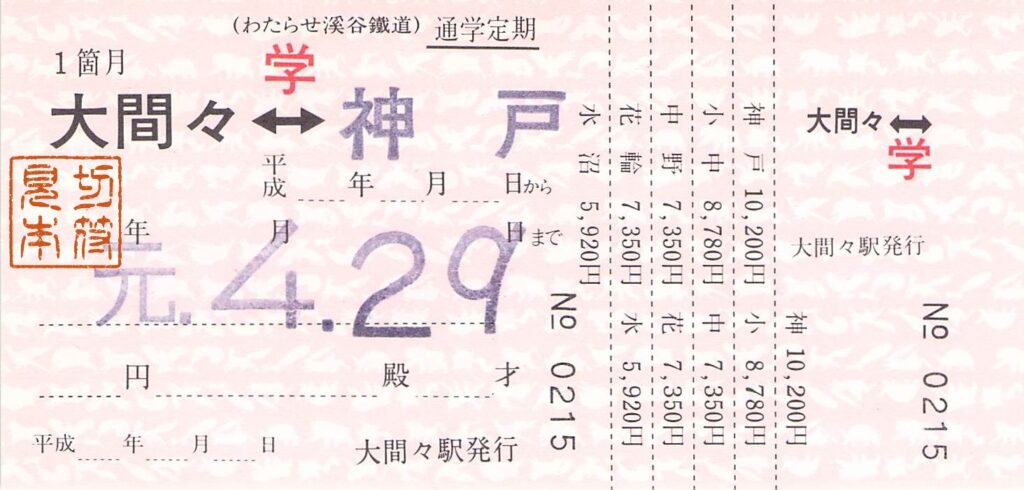 (わたらせ溪谷鐵道) 通学定期
1箇月
学
大間々↔神戸
平成 年 月 日から
年 月 日まで
元.4.29
円 殿 才
平成 年 月 日
大間々駅発行
切符見本
№ 0215
神戸 10,200円
小中 8,780円
中野 7,350円
花輪 7,350円
水沼 5,920円
神 10,200円
小 8,780円
中 7,350円
花 7,350円
水 5,920円
大間々↔
学
大間々駅発行
№ 0215